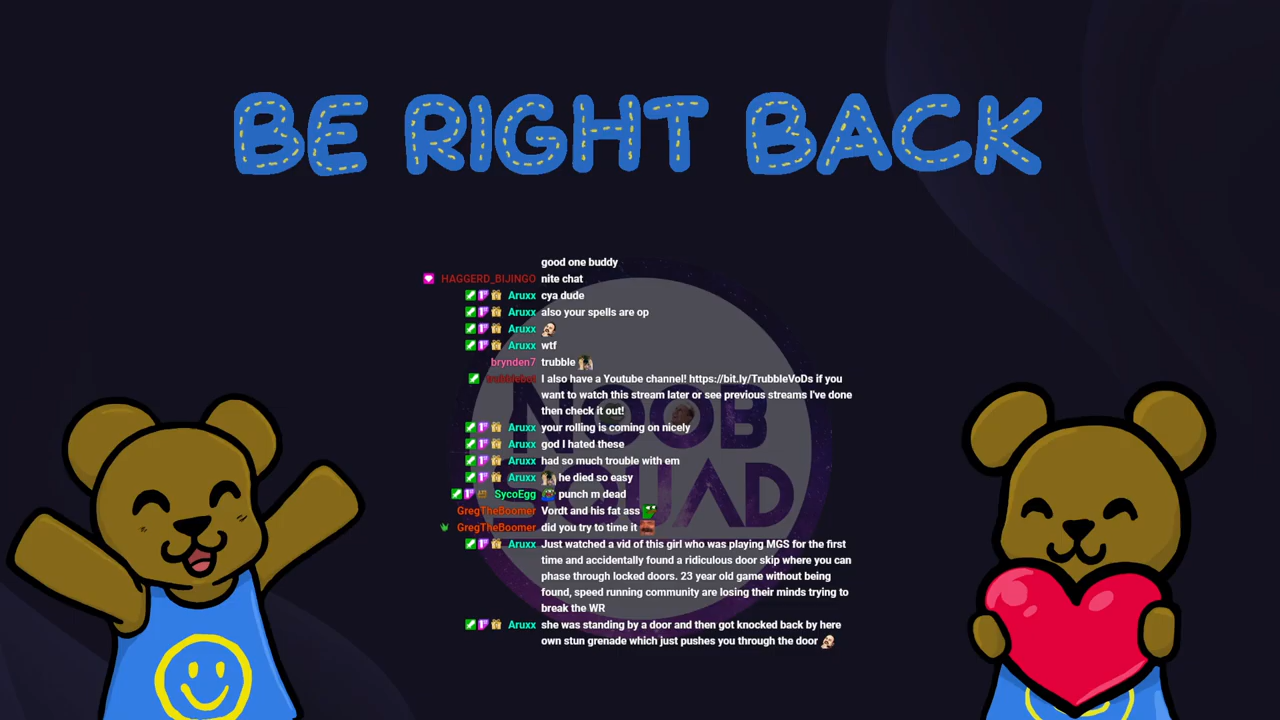 BE RIGHT BACK
good one buddy
HAGGERD_BIJINGO nite chat
Aruxx cya dude
Aruxx also your spells are op
Aruxx
Aruxx wtf
brynden7 trubble
trubblebot I also have a Youtube channel! https://bit.ly/TrubbleVoDs if you
want to watch this stream later or see previous streams I've done
then check it out!
Aruxx your rolling is coming on nicely
Aruxx god I hated these
Aruxx had so much trouble with em
Aruxx he died so easy
SycoEgg punch m dead
GregTheBoomer Vordt and his fat ass
GregTheBoomer did you try to time it
Aruxx Just watched a vid of this girl who was playing MGS for the first
time and accidentally found a ridiculous door skip where you can
phase through locked doors. 23 year old game without being
found, speed running community are losing their minds trying to
break the WR
Aruxx she was standing by a door and then got knocked back by here
own stun grenade which just pushes you through the door
NOOB
SQUAD